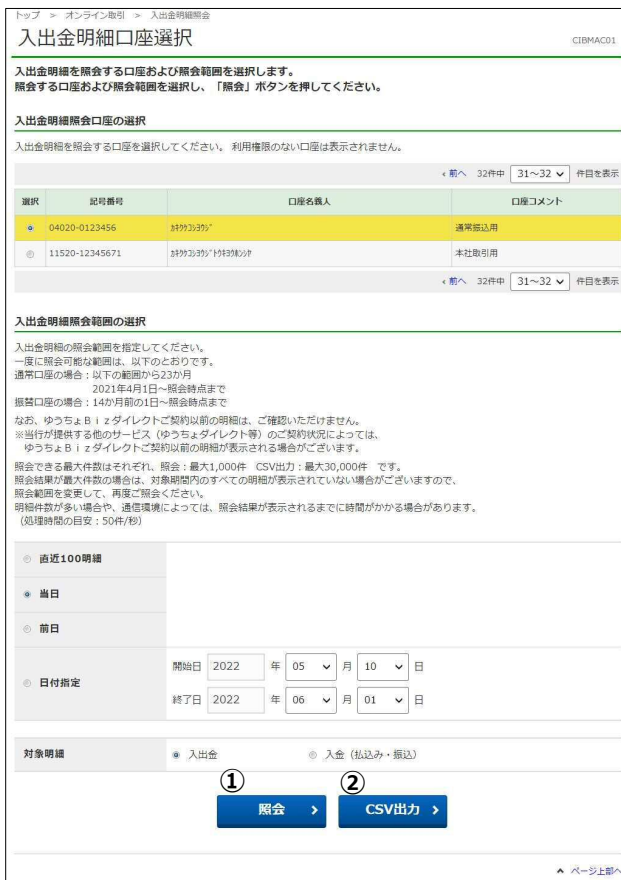 トップ > オンライン取引 > 入出金明細照会
入出金明細口座選択 CIBMAC01
入出金明細を照会する口座および照会範囲を選択します。
照会する口座および照会範囲を選択し、「照会」ボタンを押してください。
入出金明細照会口座の選択
入出金明細を照会する口座を選択してください。 利用権限のない口座は表示されません。
‹ 前へ 32件中 31～32 件目を表示
選択 記号番号 口座名義人 口座コメント
04020-0123456 ｶｷｸｹｺｼﾖｳｼﾞ 通常振込用
11520-12345671 本社取引用
‹ 前へ 32件中 31～32 件目を表示
入出金明細照会範囲の選択
入出金明細の照会範囲を指定してください。
一度に照会可能な範囲は、以下のとおりです。
通常口座の場合：以下の範囲から23か月
2021年4月1日～照会時点まで
振替口座の場合：14か月前の1日～照会時点まで
なお、ゆうちょＢｉｚダイレクトご契約以前の明細は、ご確認いただけません。
※当行が提供する他のサービス（ゆうちょダイレクト等）のご契約状況によっては、
ゆうちょＢｉｚダイレクトご契約以前の明細が表示される場合がございます。
照会できる最大件数はそれぞれ、照会：最大1,000件 CSV出力：最大30,000件 です。
照会結果が最大件数の場合は、対象期間内のすべての明細が表示されていない場合がございますので、
照会範囲を変更して、再度ご照会ください。
明細件数が多い場合や、通信環境によっては、照会結果が表示されるまでに時間がかかる場合があります。
（処理時間の目安：50件/秒）
直近100明細
当日
前日
日付指定
開始日 2022 年 05 月 10 日
終了日 2022 年 06 月 01 日
対象明細 入出金 入金（払込み・振込）
① ②
照会 › CSV出力 ›
ページ上部へ